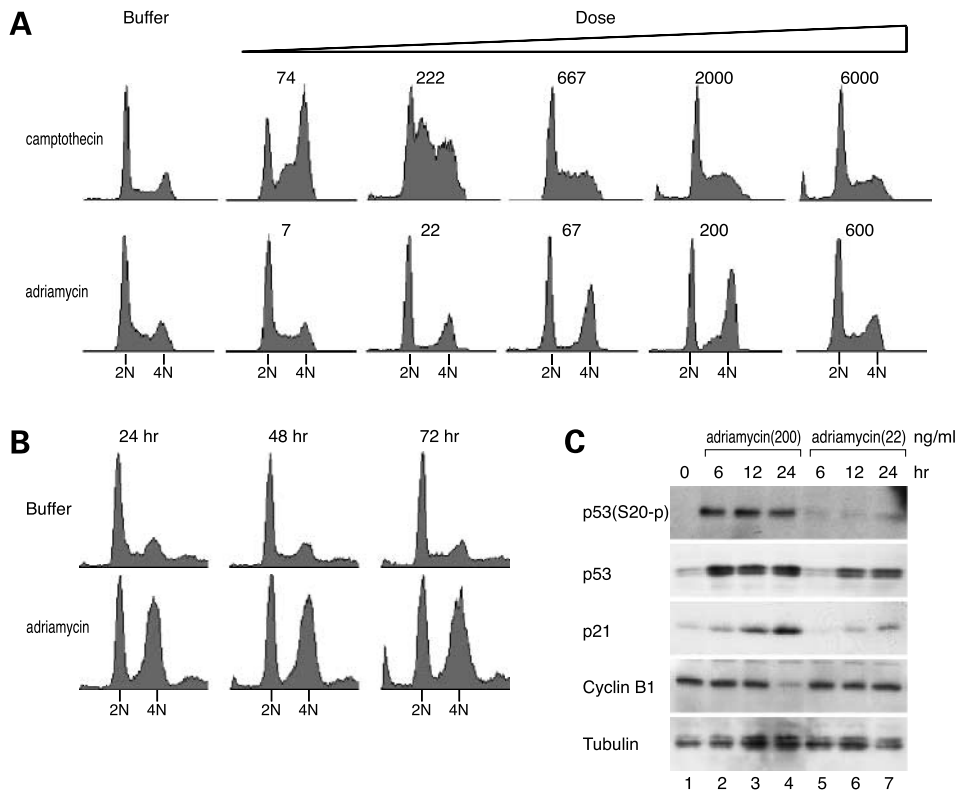 A
Buffer
Dose
74 222 667 2000 6000
camptothecin
7 22 67 200 600
adriamycin
2N 4N 2N 4N 2N 4N 2N 4N 2N 4N 2N 4N
B
24 hr 48 hr 72 hr
Buffer
adriamycin
2N 4N 2N 4N 2N 4N
C
adriamycin(200) adriamycin(22) ng/ml
0 6 12 24 6 12 24 hr
p53(S20-p)
p53
p21
Cyclin B1
Tubulin
1 2 3 4 5 6 7